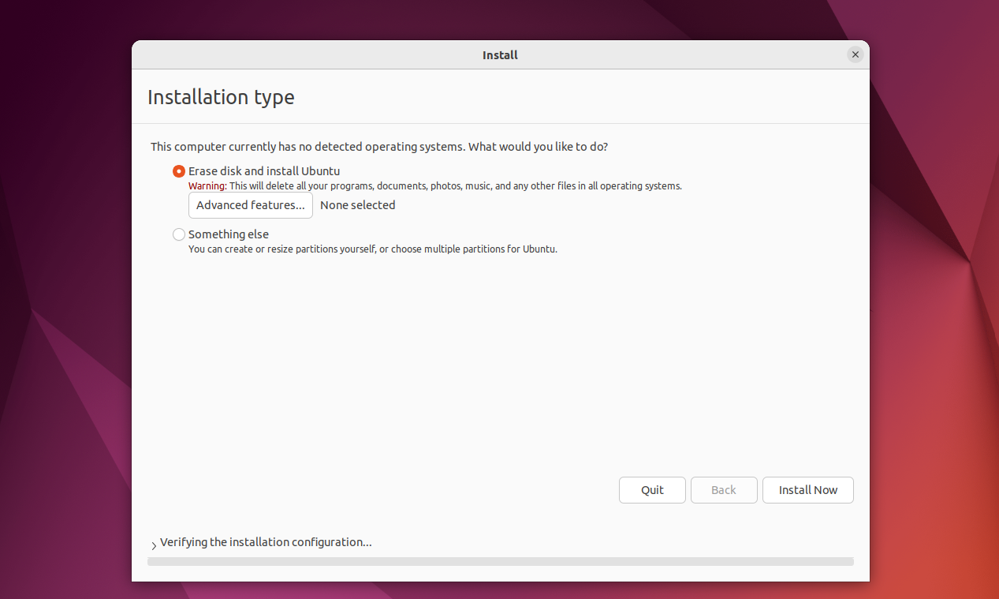 Install
Installation type
This computer currently has no detected operating systems. What would you like to do?
Erase disk and install Ubuntu
Warning: This will delete all your programs, documents, photos, music, and any other files in all operating systems.
Advanced features... None selected
Something else
You can create or resize partitions yourself, or choose multiple partitions for Ubuntu.
Quit Back Install Now
Verifying the installation configuration...